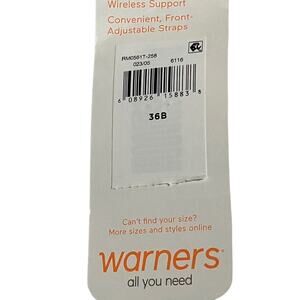 Wireless Support
Convenient, Front-
Adjustable Straps
RM0561T-258
023/05 6116
6 08926 15883 8
36B
Can't find your size?
More sizes and styles online
warners
all you need